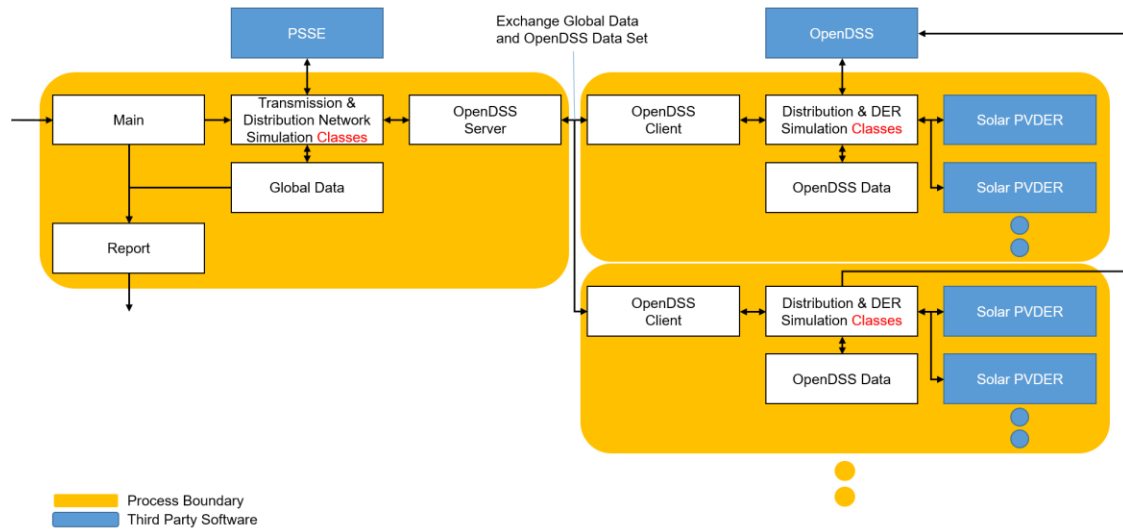 PSSE
Exchange Global Data
and OpenDSS Data Set
OpenDSS
Main
Transmission &
Distribution Network
Simulation Classes
OpenDSS
Server
OpenDSS
Client
Distribution & DER
Simulation Classes
Solar PVDER
Global Data
OpenDSS Data
Solar PVDER
Report
OpenDSS
Client
Distribution & DER
Simulation Classes
Solar PVDER
OpenDSS Data
Solar PVDER
Process Boundary
Third Party Software